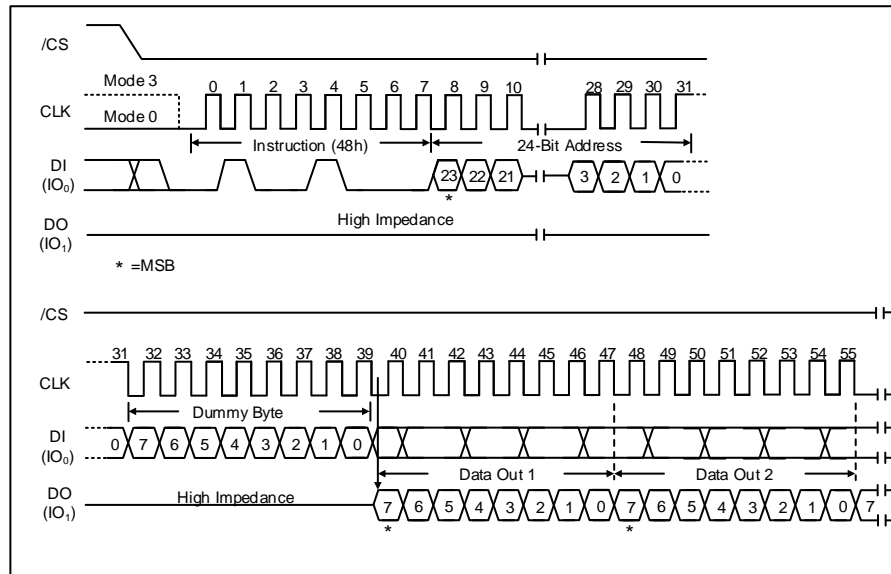 /CS
Mode 3
0 1 2 3 4 5 6 7 8 9 10 28 29 30 31
CLK
Mode 0
Instruction (48h) 24-Bit Address
DI
(IO0)
23 22 21 3 2 1 0
*
DO
(IO1)
High Impedance
* =MSB
/CS
31 32 33 34 35 36 37 38 39 40 41 42 43 44 45 46 47 48 49 50 51 52 53 54 55
CLK
Dummy Byte
DI
(IO0)
0 7 6 5 4 3 2 1 0
Data Out 1 Data Out 2
DO
(IO1)
High Impedance
7 6 5 4 3 2 1 0 7 6 5 4 3 2 1 0 7
* *